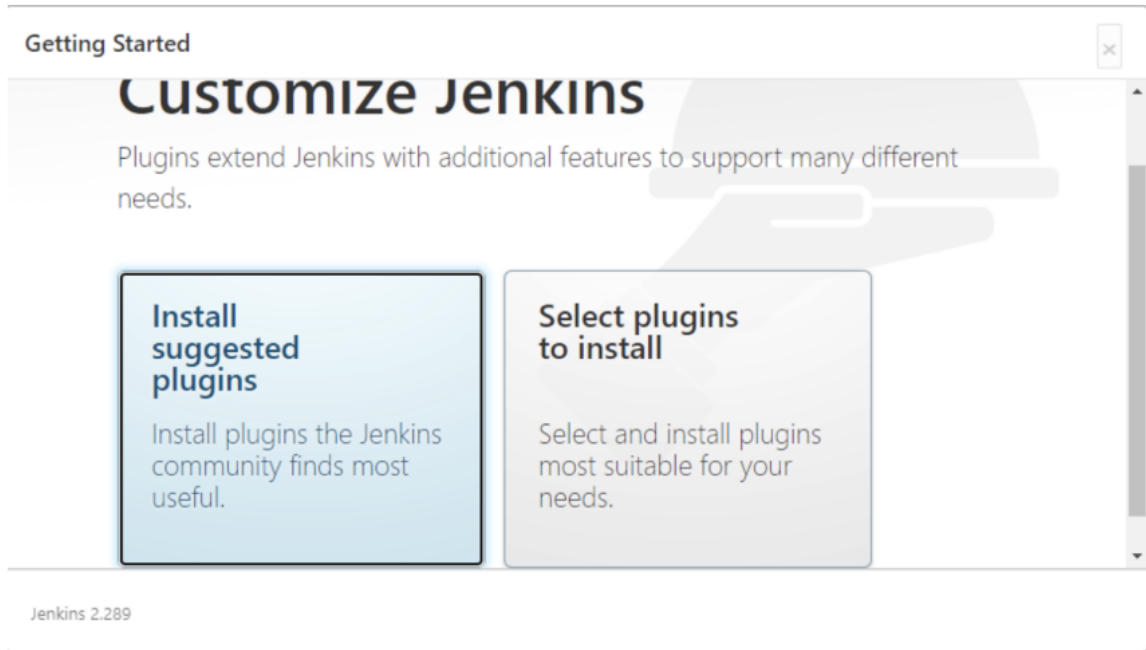 Getting Started
Customize Jenkins
Plugins extend Jenkins with additional features to support many different
needs.
Install
suggested
plugins
Install plugins the Jenkins
community finds most
useful.
Select plugins
to install
Select and install plugins
most suitable for your
needs.
Jenkins 2.289